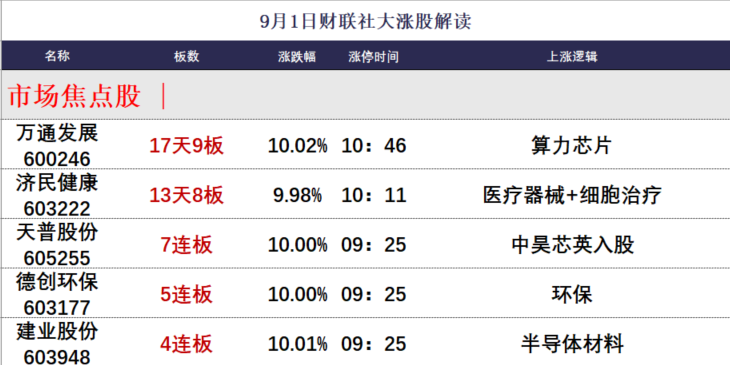 9月1日财联社大涨股解读
名称 板数 涨跌幅 涨停时间 上涨逻辑
市场焦点股
万通发展
600246 17天9板 10.02% 10：46 算力芯片
济民健康
603222 13天8板 9.98% 10：11 医疗器械+细胞治疗
天普股份
605255 7连板 10.00% 09：25 中昊芯英入股
德创环保
603177 5连板 10.00% 09：25 环保
建业股份
603948 4连板 10.01% 09：25 半导体材料